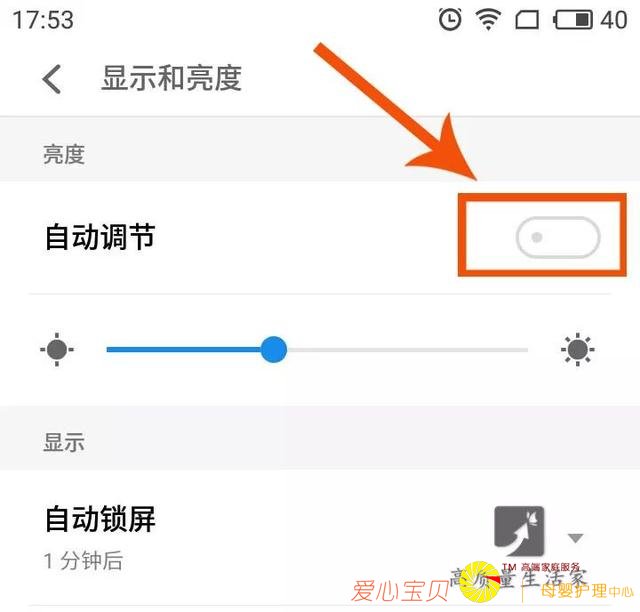 17:53 40
显示和亮度
亮度
自动调节
显示
自动锁屏
1 分钟后
TM 高端家庭服务
高质量生活家
爱心宝贝 母婴护理中心